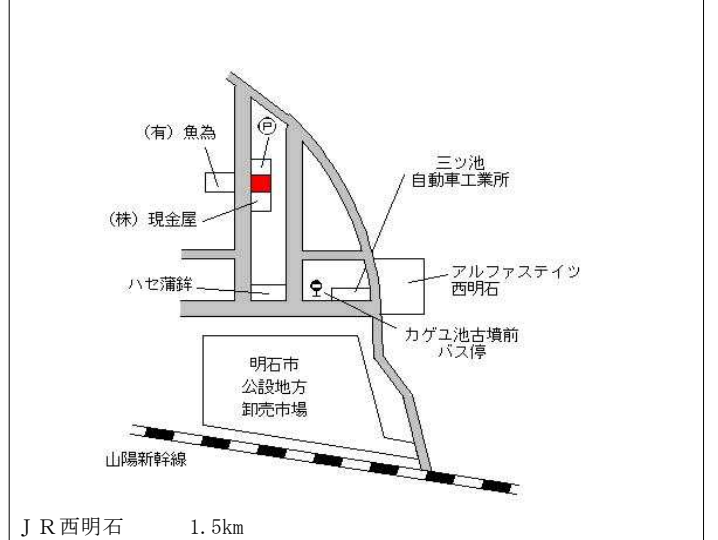 Ⓟ
(有) 魚為
三ツ池
自動車工業所
(株) 現金屋
アルファステイツ
西明石
ハセ蒲鉾
カゲユ池古墳前
バス停
明石市
公設地方
卸売市場
山陽新幹線
ＪＲ西明石　　　1.5km